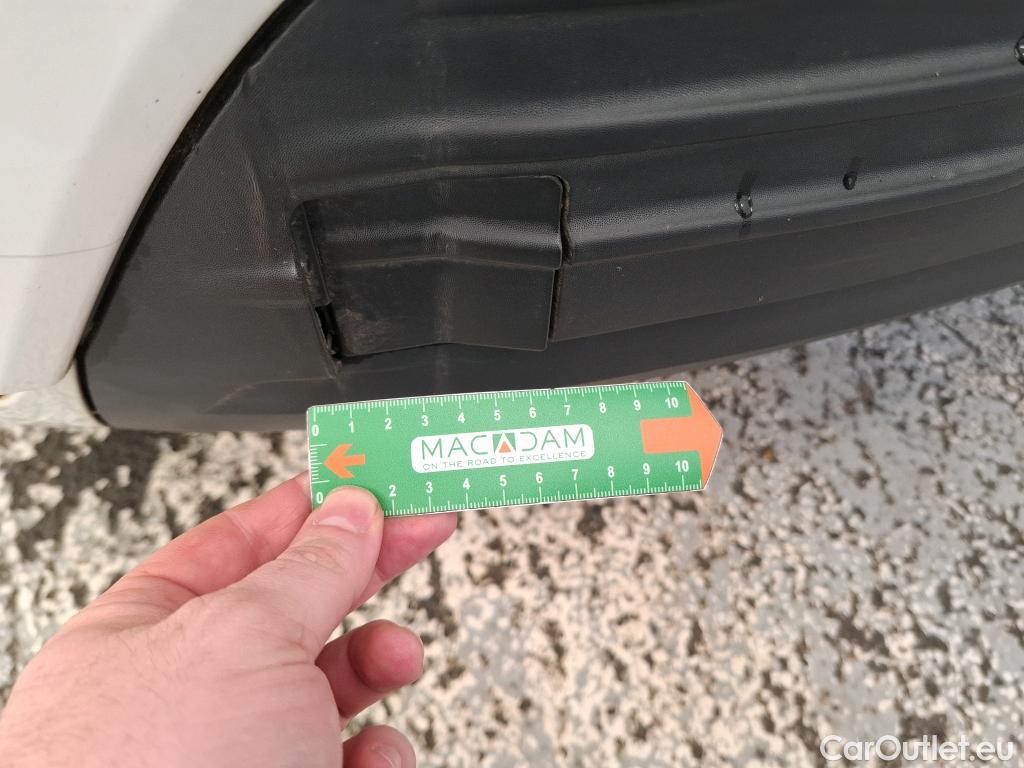 0 1 2 3 4 5 6 7 8 9 10
MACADAM
ON THE ROAD TO EXCELLENCE
0 2 3 4 5 6 7 8 9 10
CarOutlet.eu